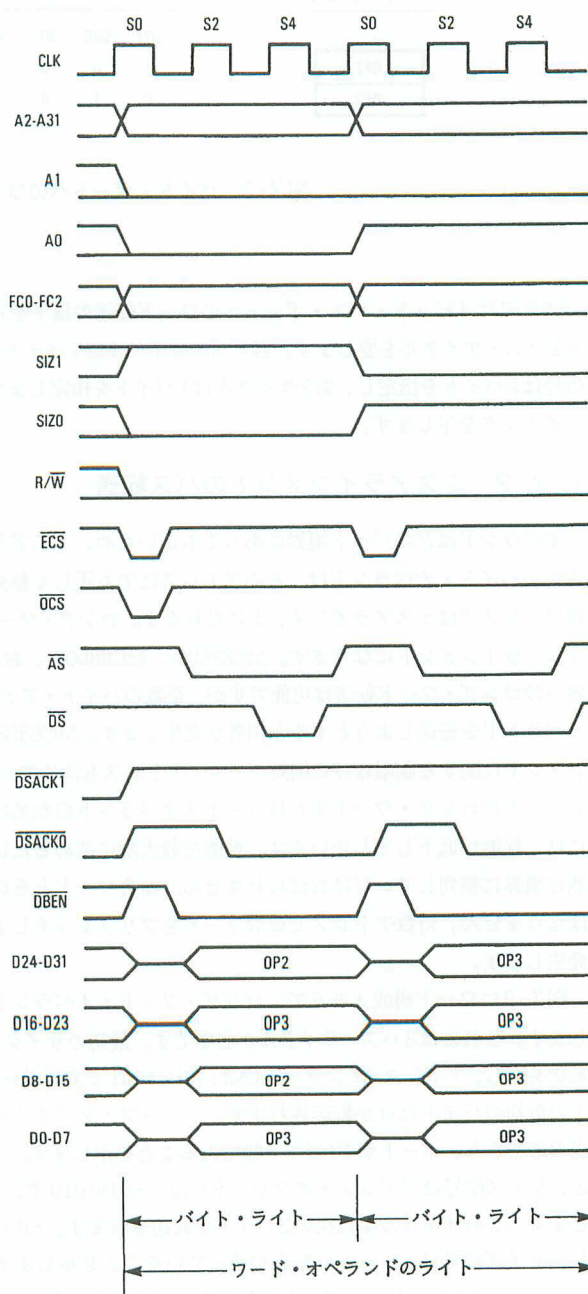 S0 S2 S4 S0 S2 S4
CLK
A2-A31
A1
A0
FC0-FC2
SIZ1
SIZ0
R/W
ECS
OCS
AS
DS
DSACK1
DSACK0
DBEN
D24-D31 OP2 OP3
D16-D23 OP3 OP3
D8-D15 OP2 OP3
D0-D7 OP3 OP3
バイト・ライト バイト・ライト
ワード・オペランドのライト